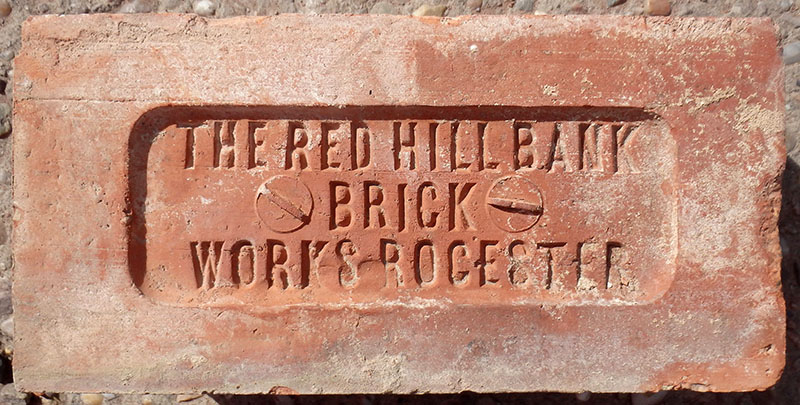 THE RED HILL BANK
BRICK
WORKS ROCESTER